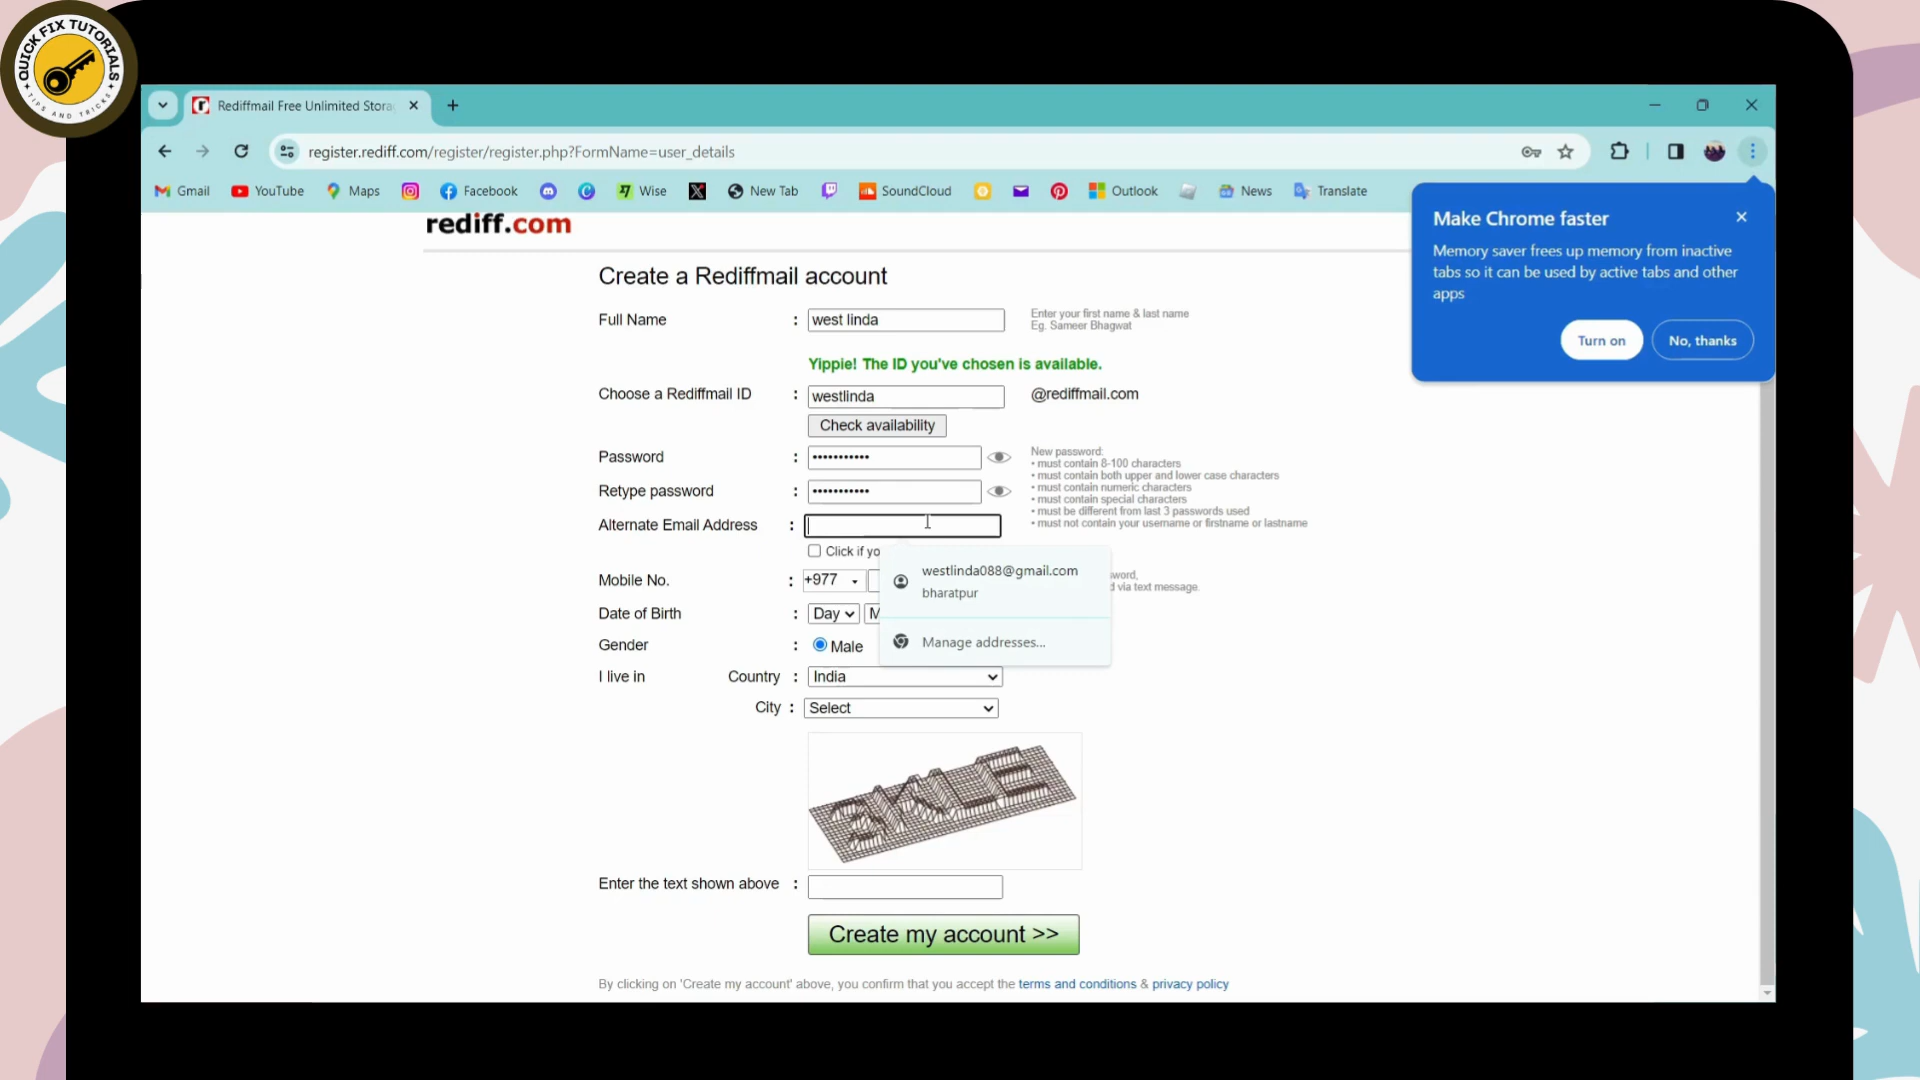 QUICK FIX TUTORIALS
TIPS AND TRICKS
Rediffmail Free Unlimited Stora
register.rediff.com/register/register.php?FormName=user_details
Gmail YouTube Maps Facebook Wise New Tab SoundCloud Outlook News Translate
Make Chrome faster
Memory saver frees up memory from inactive
tabs so it can be used by active tabs and other
apps
Turn on No, thanks
rediff.com
Create a Rediffmail account
Full Name : west linda
Enter your first name & last name
Eg. Sameer Bhagwat
Yippie! The ID you've chosen is available.
Choose a Rediffmail ID : westlinda @rediffmail.com
Check availability
Password : •••••••••••
Retype password : •••••••••••
New password:
• must contain 8-100 characters
• must contain both upper and lower case characters
• must contain numeric characters
• must contain special characters
• must be different from last 3 passwords used
• must not contain your username or firstname or lastname
Alternate Email Address :
Click if yo
westlinda088@gmail.com
bharatpur
Manage addresses...
Mobile No. : +977
sword,
d via text message.
Date of Birth : Day M
Gender : Male
I live in Country : India
City : Select
3KLE
Enter the text shown above :
Create my account >>
By clicking on 'Create my account' above, you confirm that you accept the terms and conditions & privacy policy